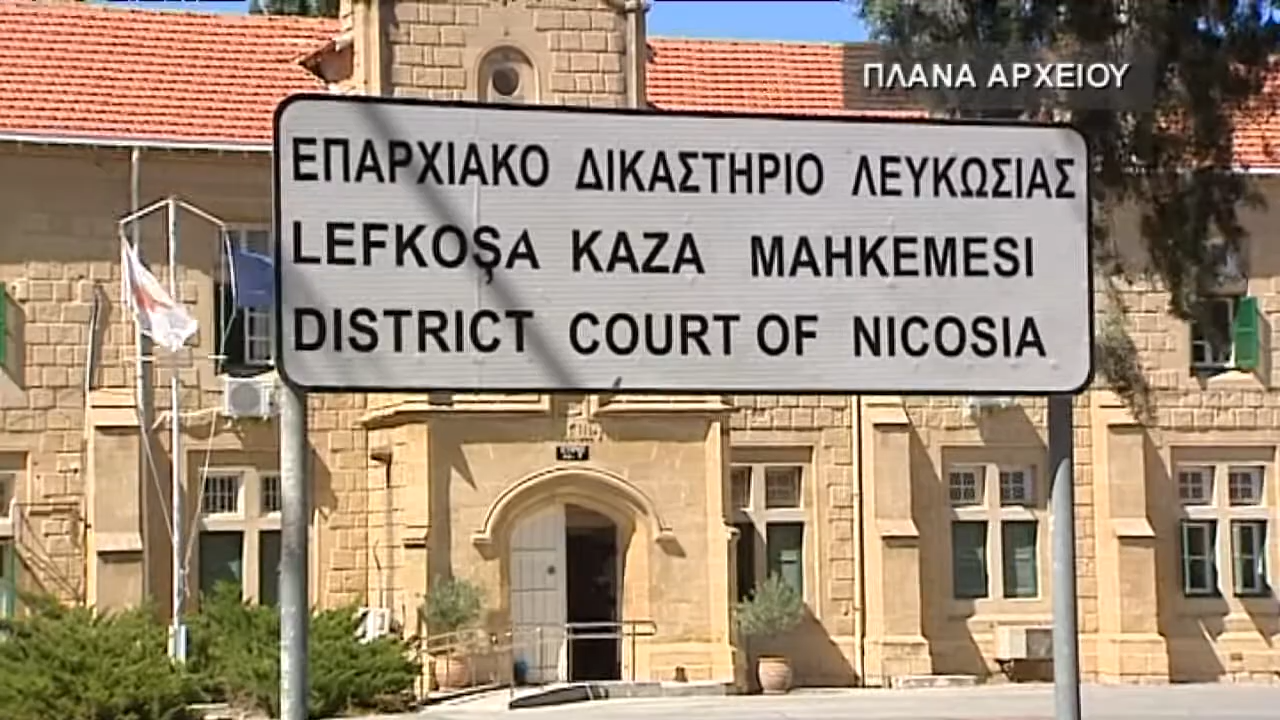 ΠΛΑΝΑ ΑΡΧΕΙΟΥ
ΕΠΑΡΧΙΑΚΟ ΔΙΚΑΣΤΗΡΙΟ ΛΕΥΚΩΣΙΑΣ
LEFKOŞA KAZA MAHKEMESI
DISTRICT COURT OF NICOSIA